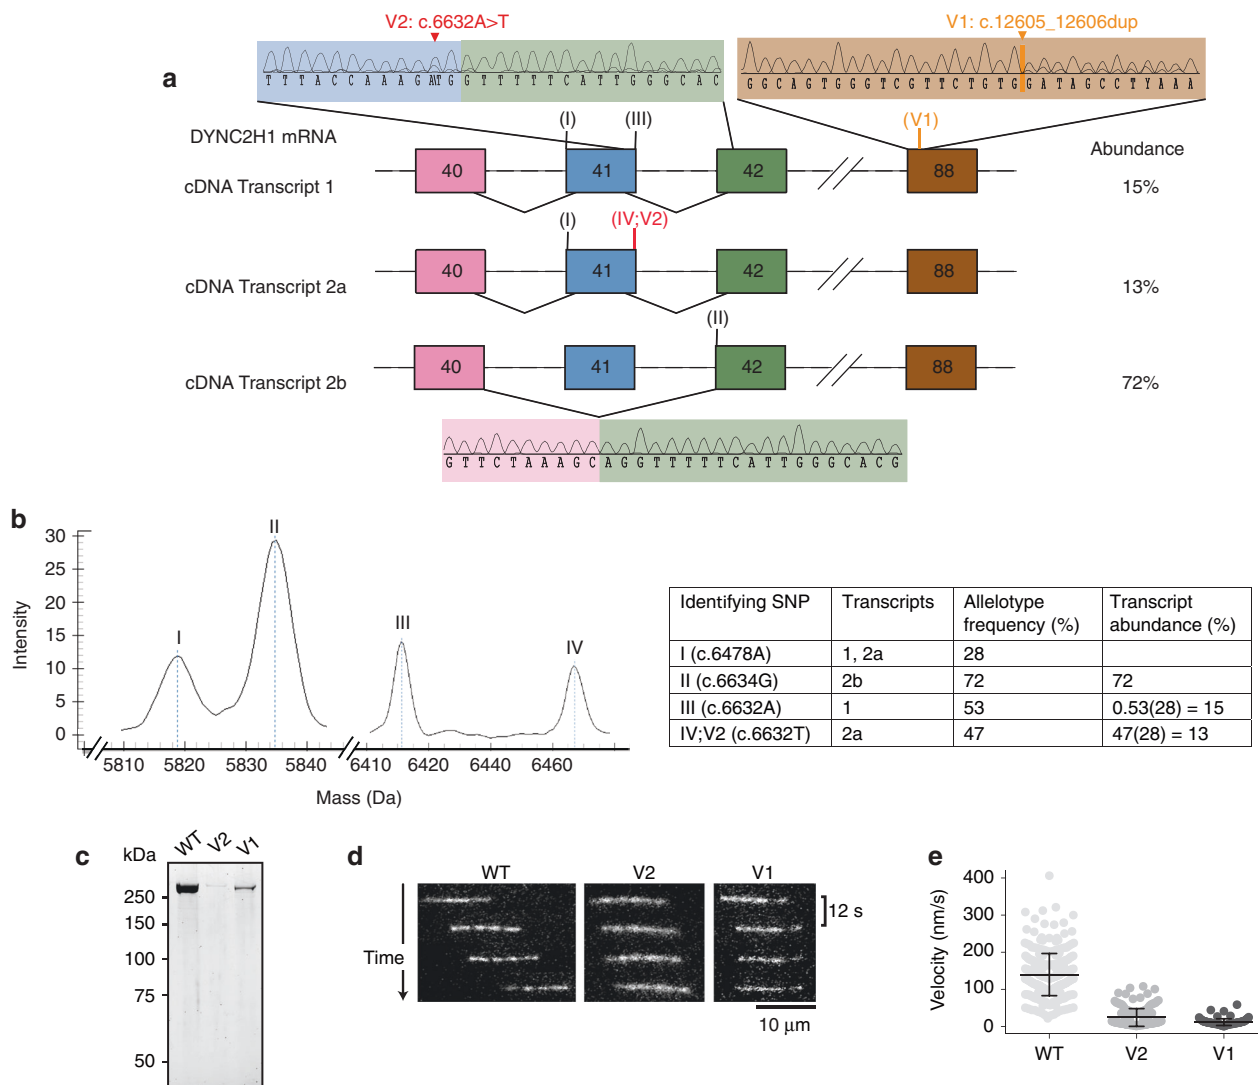 V2: c.6632A>T
V1: c.12605_12606dup
a
T T T A C C A A A G ATG G T T T T T C A T T G G G C A C
G G C A G T G G G T C G T T C T G T G G A T A G C C T Y A A A
(I)
(III)
(V1)
DYNC2H1 mRNA
Abundance
40
41
42
88
cDNA Transcript 1
15%
(I)
(IV;V2)
40
41
42
88
cDNA Transcript 2a
13%
(II)
40
41
42
88
cDNA Transcript 2b
72%
G T T C T A A A G C A G G T T T T T C A T T G G G C A C G
b
Intensity
30
25
20
15
10
5
0
I
II
III
IV
5810
5820
5830
5840
6410
6420
6440
6460
Mass (Da)
Identifying SNP
Transcripts
Allelotype frequency (%)
Transcript abundance (%)
I (c.6478A)
1, 2a
28
II (c.6634G)
2b
72
72
III (c.6632A)
1
53
0.53(28) = 15
IV;V2 (c.6632T)
2a
47
47(28) = 13
c
kDa
WT
V2
V1
250
150
100
75
50
d
WT
V2
V1
12 s
Time
10 μm
e
Velocity (nm/s)
400
300
200
100
0
WT
V2
V1